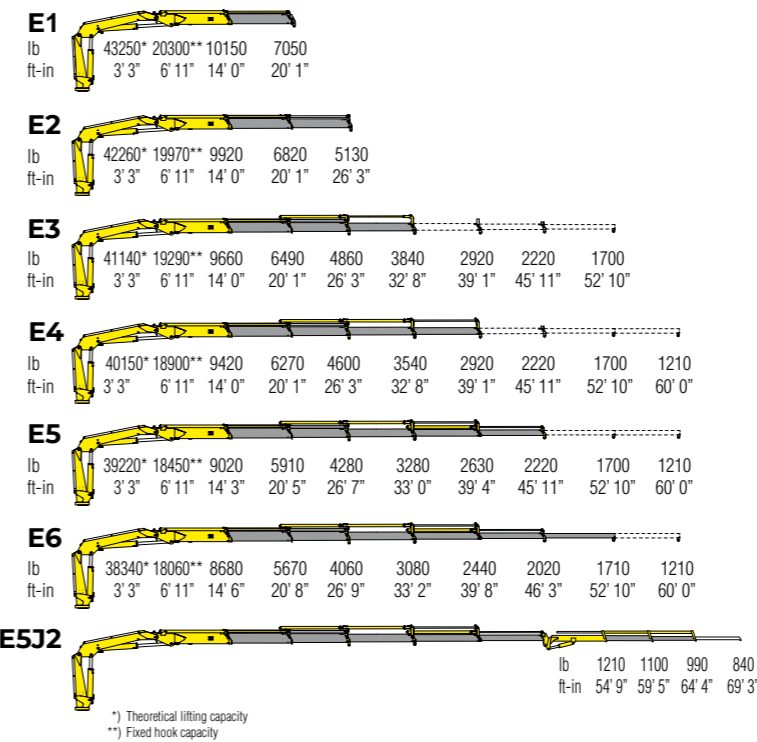 E1
lb 43250* 20300** 10150 7050
ft-in 3’ 3” 6’ 11” 14’ 0” 20’ 1”
E2
lb 42260* 19970** 9920 6820 5130
ft-in 3’ 3” 6’ 11” 14’ 0” 20’ 1” 26’ 3”
E3
lb 41140* 19290** 9660 6490 4860 3840 2920 2220 1700
ft-in 3’ 3” 6’ 11” 14’ 0” 20’ 1” 26’ 3” 32’ 8” 39’ 1” 45’ 11” 52’ 10”
E4
lb 40150* 18900** 9420 6270 4600 3540 2920 2220 1700 1210
ft-in 3’ 3” 6’ 11” 14’ 0” 20’ 1” 26’ 3” 32’ 8” 39’ 1” 45’ 11” 52’ 10” 60’ 0”
E5
lb 39220* 18450** 9020 5910 4280 3280 2630 2220 1700 1210
ft-in 3’ 3” 6’ 11” 14’ 3” 20’ 5” 26’ 7” 33’ 0” 39’ 4” 45’ 11” 52’ 10” 60’ 0”
E6
lb 38340* 18060** 8680 5670 4060 3080 2440 2020 1710 1210
ft-in 3’ 3” 6’ 11” 14’ 6” 20’ 8” 26’ 9” 33’ 2” 39’ 8” 46’ 3” 52’ 10” 60’ 0”
E5J2
lb 1210 1100 990 840
ft-in 54’ 9” 59’ 5” 64’ 4” 69’ 3’
*) Theoretical lifting capacity
**) Fixed hook capacity